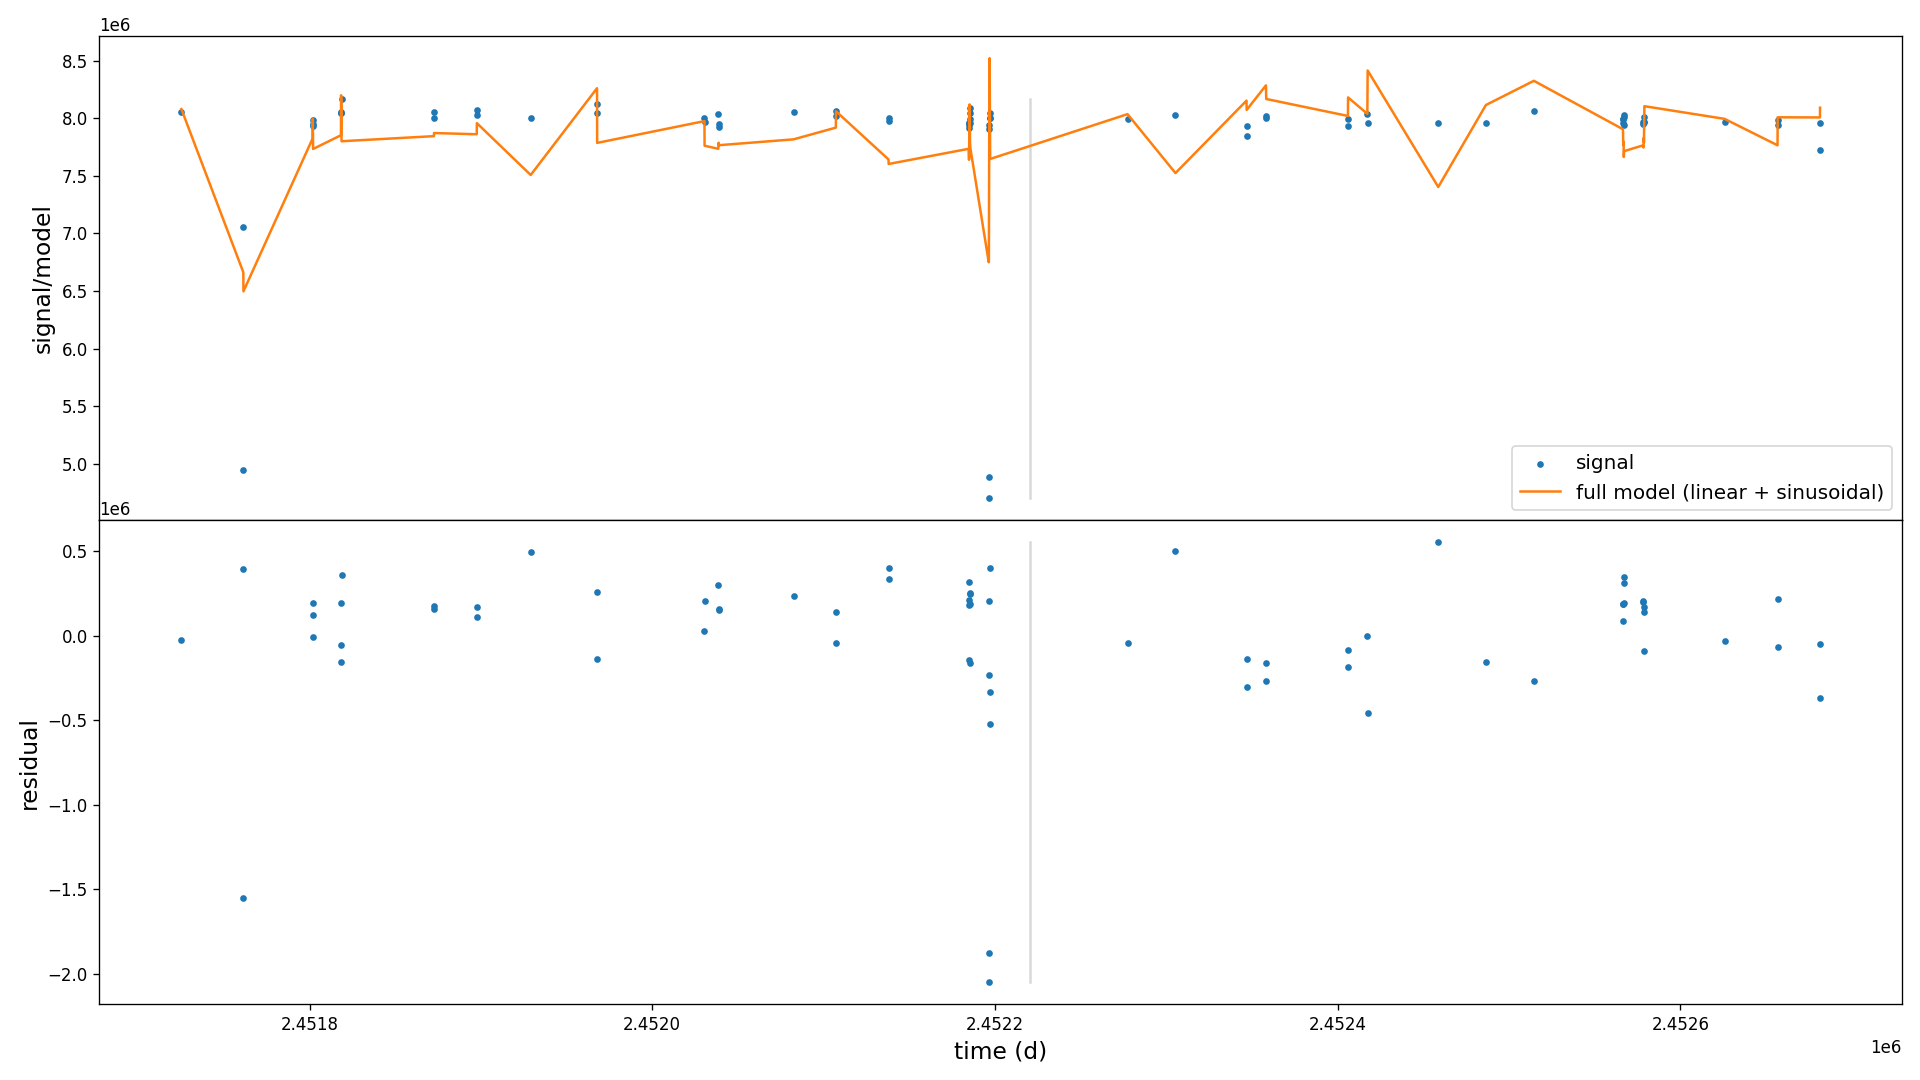 1e6
8.5
8.0
7.5
7.0
6.5
6.0
5.5
5.0
signal/model
signal
full model (linear + sinusoidal)
1e6
0.5
0.0
−0.5
−1.0
−1.5
−2.0
residual
2.4518
2.4520
2.4522
2.4524
2.4526
time (d)
1e6